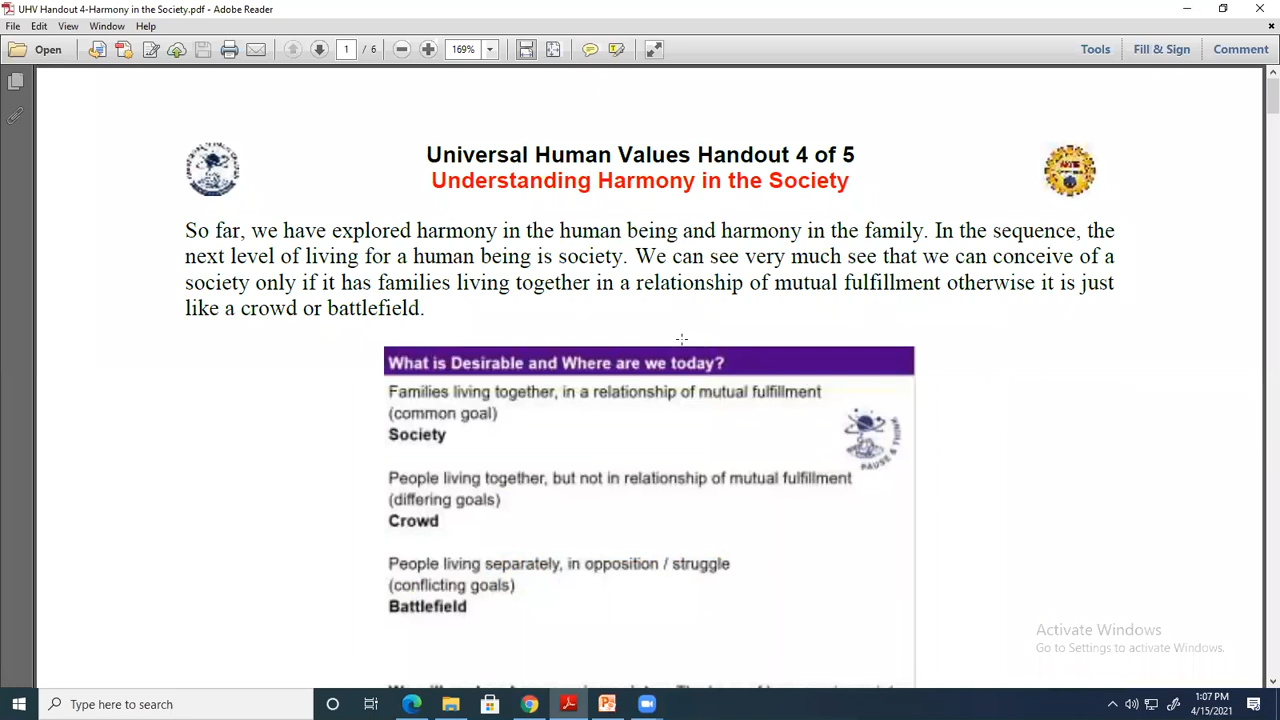 UHV Handout 4-Harmony in the Society.pdf - Adobe Reader
File Edit View Window Help
Open 1 / 6 169% Tools Fill & Sign Comment
Universal Human Values Handout 4 of 5
Understanding Harmony in the Society
So far, we have explored harmony in the human being and harmony in the family. In the sequence, the
next level of living for a human being is society. We can see very much see that we can conceive of a
society only if it has families living together in a relationship of mutual fulfillment otherwise it is just
like a crowd or battlefield.
What is Desirable and Where are we today?
Families living together, in a relationship of mutual fulfillment
(common goal)
Society
PAUSE & THINK
People living together, but not in relationship of mutual fulfillment
(differing goals)
Crowd
People living separately, in opposition / struggle
(conflicting goals)
Battlefield
Activate Windows
Go to Settings to activate Windows.
Type here to search
1:07 PM
4/15/2021